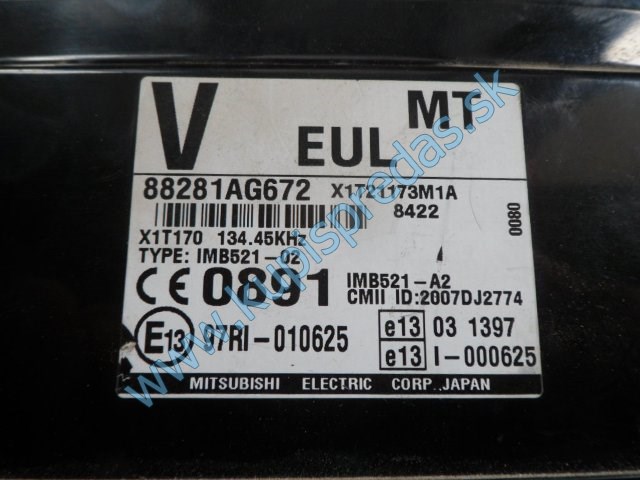 V EUL MT
88281AG672 X1T21173M1A
8422
0080
X1T170 134.45KHz
TYPE: IMB521-02
CE 0891 IMB521-A2
CMII ID:2007DJ2774
E13 97RI-010625 e13 03 1397
e13 I-000625
MITSUBISHI ELECTRIC CORP.,JAPAN
www.kupispredas.sk